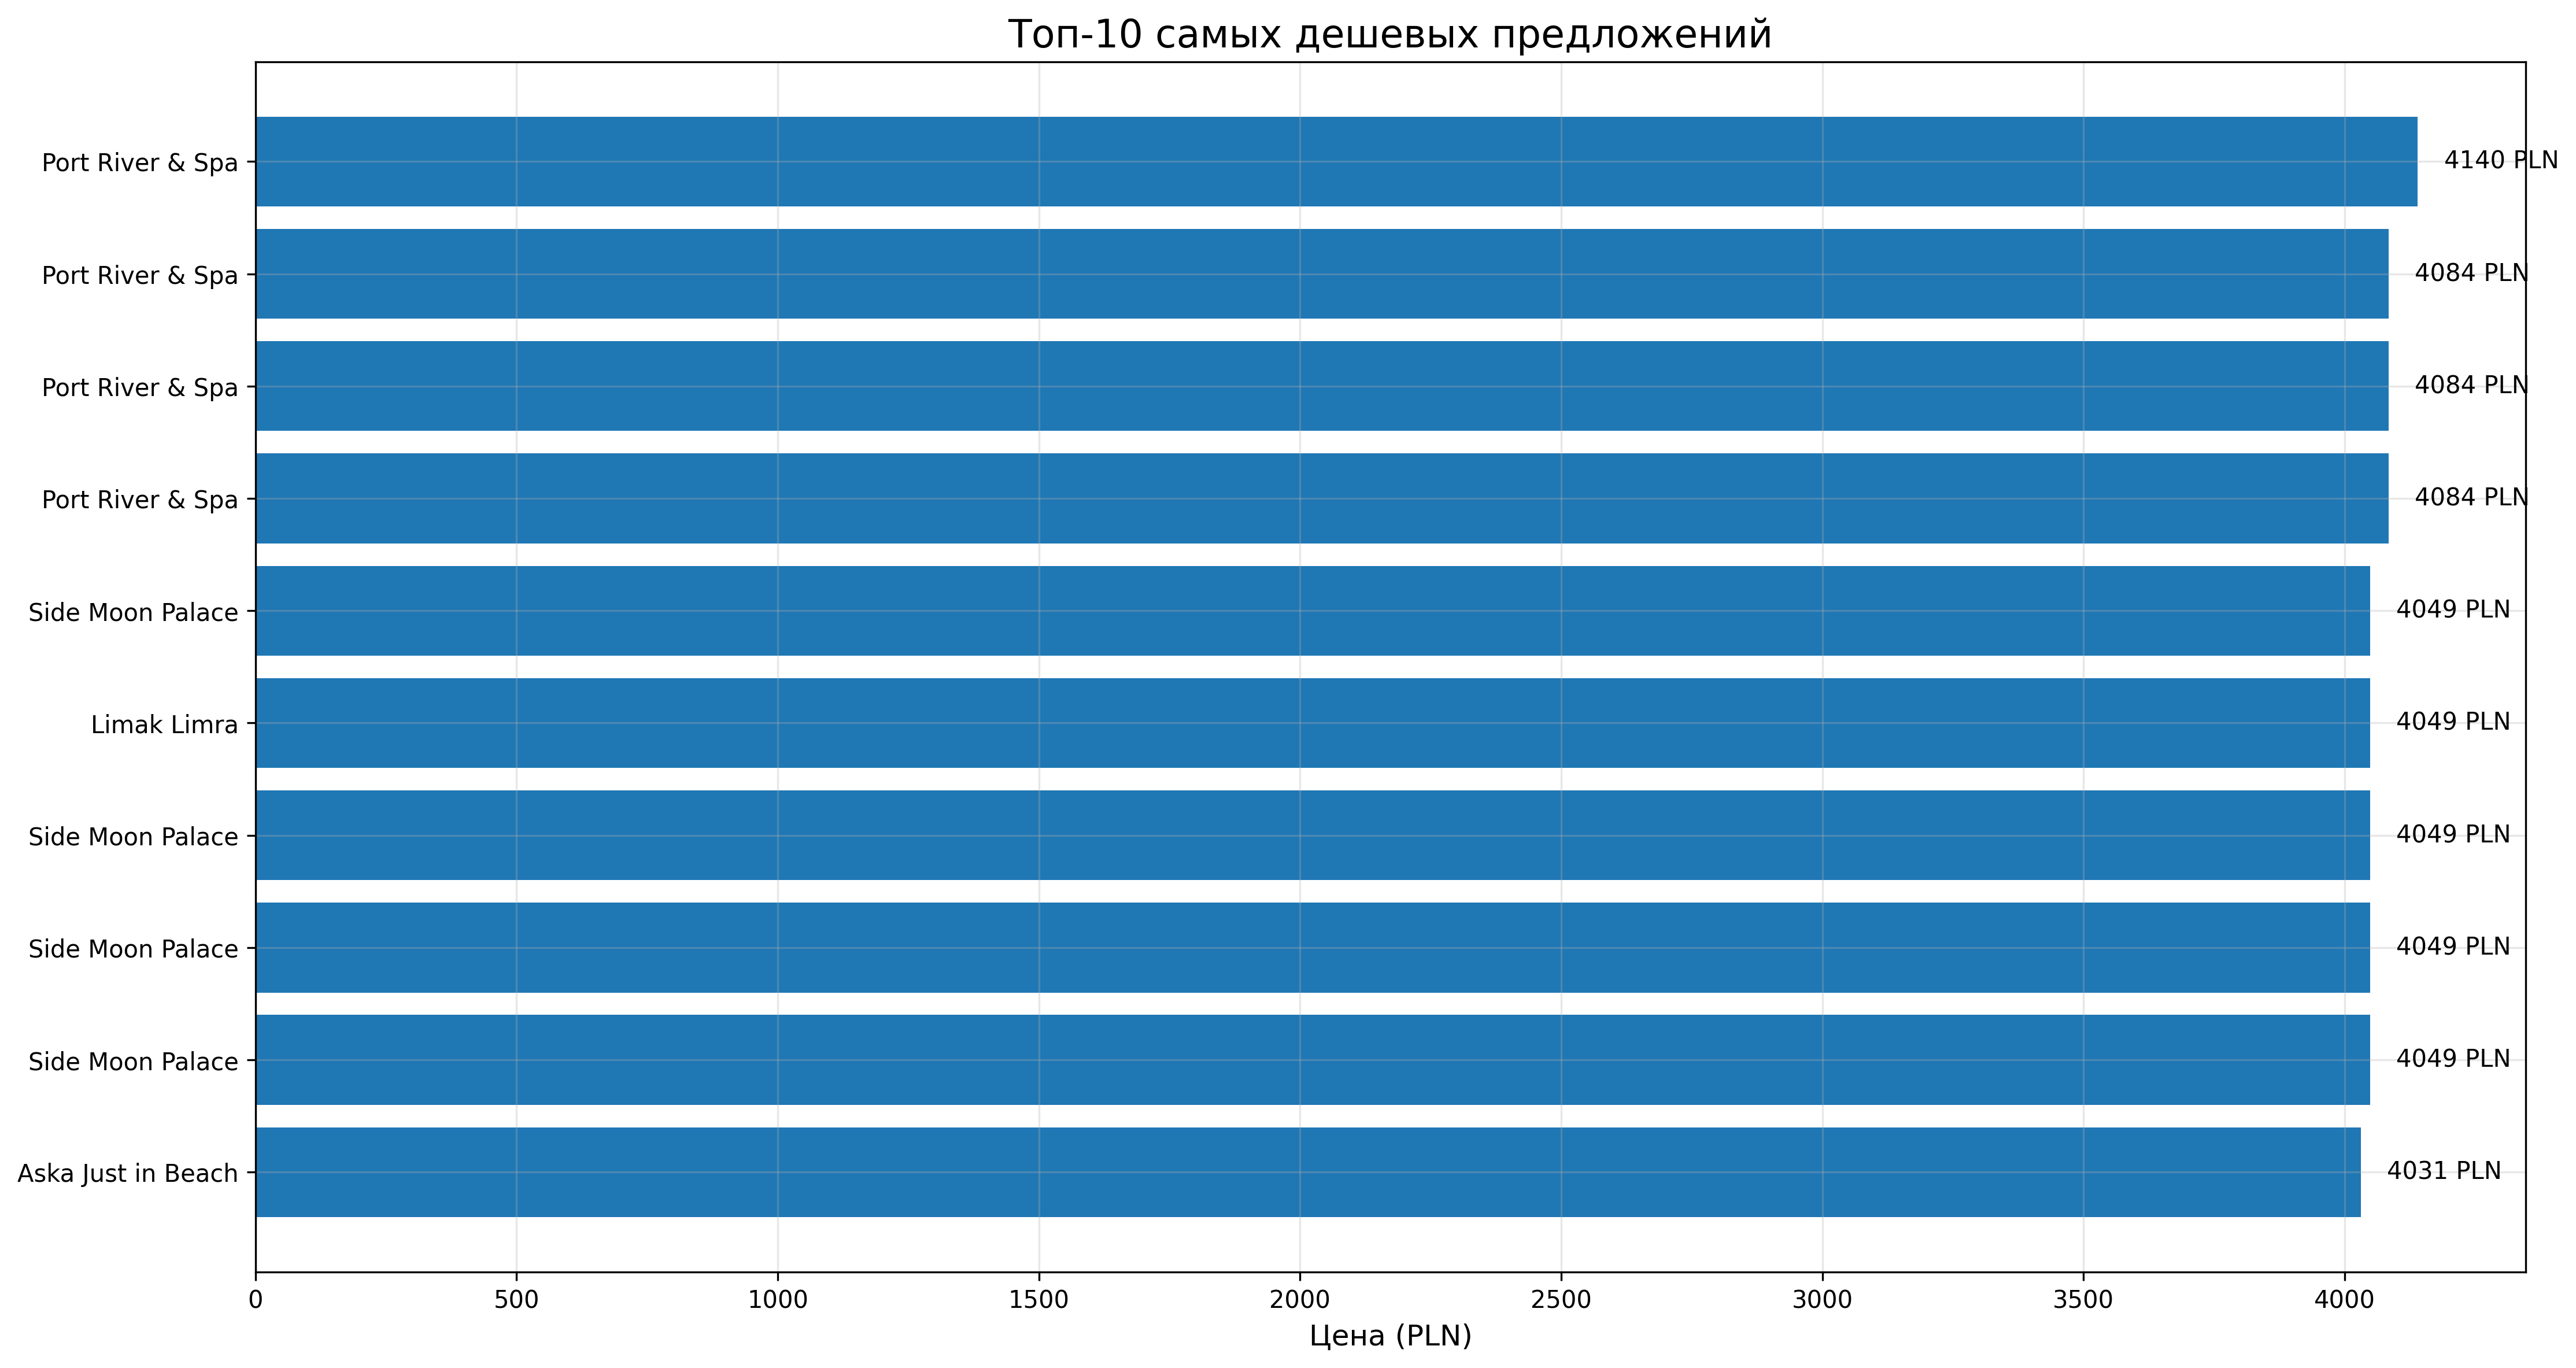 Топ-10 самых дешевых предложений
Port River & Spa 4140 PLN
Port River & Spa 4084 PLN
Port River & Spa 4084 PLN
Port River & Spa 4084 PLN
Side Moon Palace 4049 PLN
Limak Limra 4049 PLN
Side Moon Palace 4049 PLN
Side Moon Palace 4049 PLN
Side Moon Palace 4049 PLN
Aska Just in Beach 4031 PLN
0 500 1000 1500 2000 2500 3000 3500 4000
Цена (PLN)